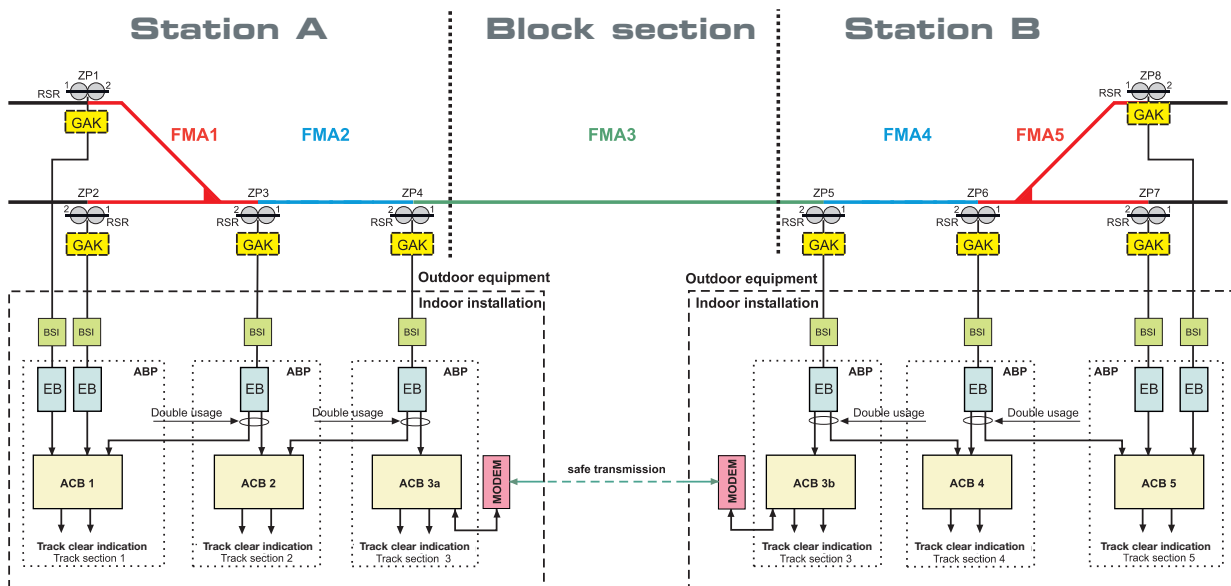 Station A Block section Station B
ZP1 ZP8
1 2 1 2
RSR RSR
GAK GAK
FMA1 FMA2 FMA3 FMA4 FMA5
ZP2 ZP3 ZP4 ZP5 ZP6 ZP7
2 1 2 1 2 1 2 1 2 1 2 1
RSR RSR RSR RSR RSR RSR
GAK GAK GAK GAK GAK GAK
Outdoor equipment Outdoor equipment
Indoor installation Indoor installation
BSI BSI BSI BSI BSI BSI BSI BSI
ABP ABP ABP ABP ABP ABP
EB EB EB EB EB EB EB EB
Double usage Double usage Double usage Double usage
ACB 1 ACB 2 ACB 3a MODEM safe transmission MODEM ACB 3b ACB 4 ACB 5
Track clear indication Track clear indication Track clear indication Track clear indication Track clear indication Track clear indication
Track section 1 Track section 2 Track section 3 Track section 3 Track section 4 Track section 5